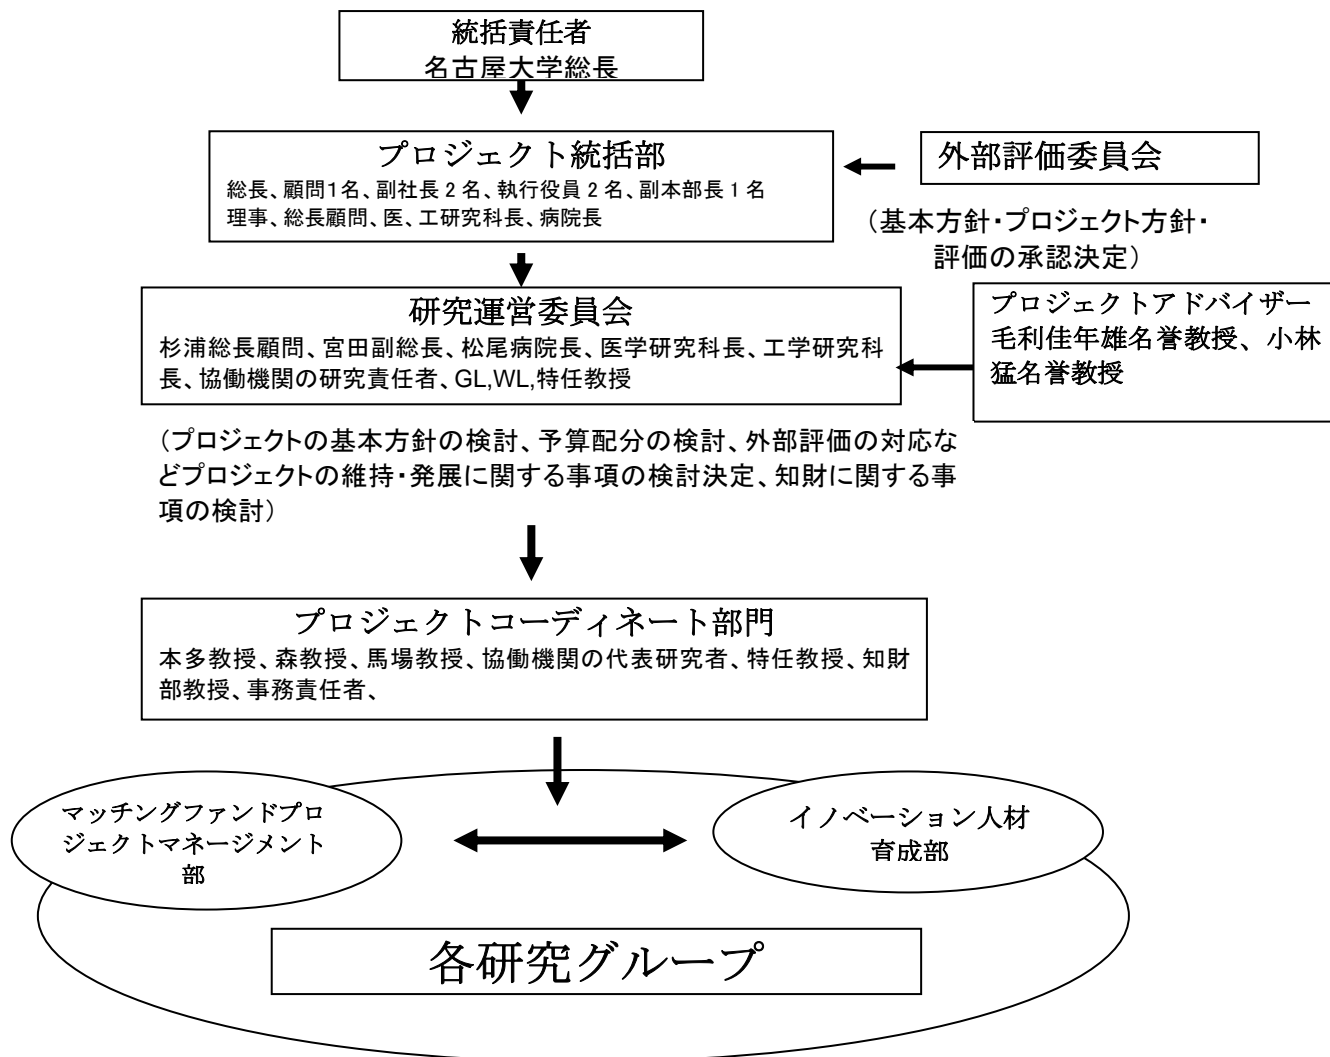 統括責任者
名古屋大学総長
プロジェクト統括部
総長、顧問1名、副社長 2 名、執行役員 2 名、副本部長 1 名
理事、総長顧問、医、工研究科長、病院長
外部評価委員会
（基本方針・プロジェクト方針・
評価の承認決定）
研究運営委員会
杉浦総長顧問、宮田副総長、松尾病院長、医学研究科長、工学研究科
長、協働機関の研究責任者、GL,WL,特任教授
プロジェクトアドバイザー
毛利佳年雄名誉教授、小林
猛名誉教授
（プロジェクトの基本方針の検討、予算配分の検討、外部評価の対応な
どプロジェクトの維持・発展に関する事項の検討決定、知財に関する事
項の検討）
プロジェクトコーディネート部門
本多教授、森教授、馬場教授、協働機関の代表研究者、特任教授、知財
部教授、事務責任者、
マッチングファンドプロ
ジェクトマネージメント
部
イノベーション人材
育成部
各研究グループ